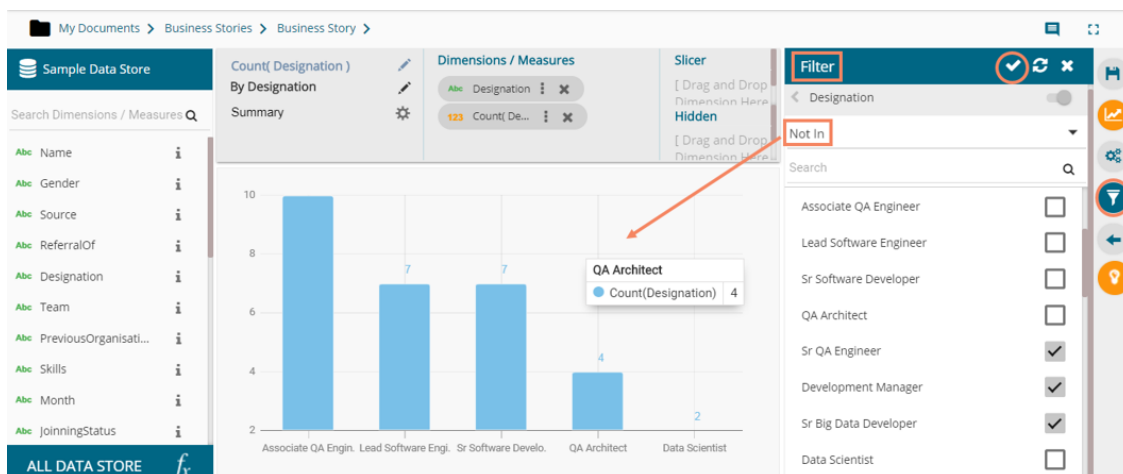 My Documents > Business Stories > Business Story >
Sample Data Store
Search Dimensions / Measures
Abc Name i
Abc Gender i
Abc Source i
Abc ReferralOf i
Abc Designation i
Abc Team i
Abc PreviousOrganisati... i
Abc Skills i
Abc Month i
Abc JoinningStatus i
ALL DATA STORE fx
Count( Designation )
By Designation
Summary
Dimensions / Measures
Abc Designation
123 Count( De...
Slicer
[ Drag and Drop
Dimension Here
Hidden
[ Drag and Drop
Dimension Here
10
8
6
4
2
7
7
4
2
QA Architect
Count(Designation) 4
Associate QA Engin. Lead Software Engi. Sr Software Develo. QA Architect Data Scientist
Filter
Designation
Not In
Search
Associate QA Engineer
Lead Software Engineer
Sr Software Developer
QA Architect
Sr QA Engineer
Development Manager
Sr Big Data Developer
Data Scientist